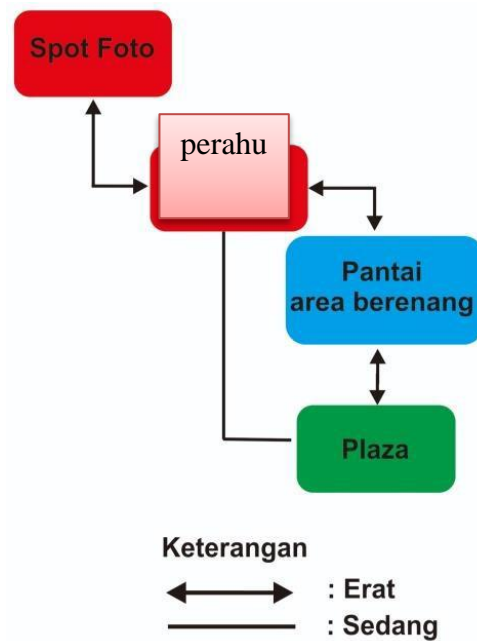 Spot Foto
perahu
Pantai
area berenang
Plaza
Keterangan
: Erat
: Sedang